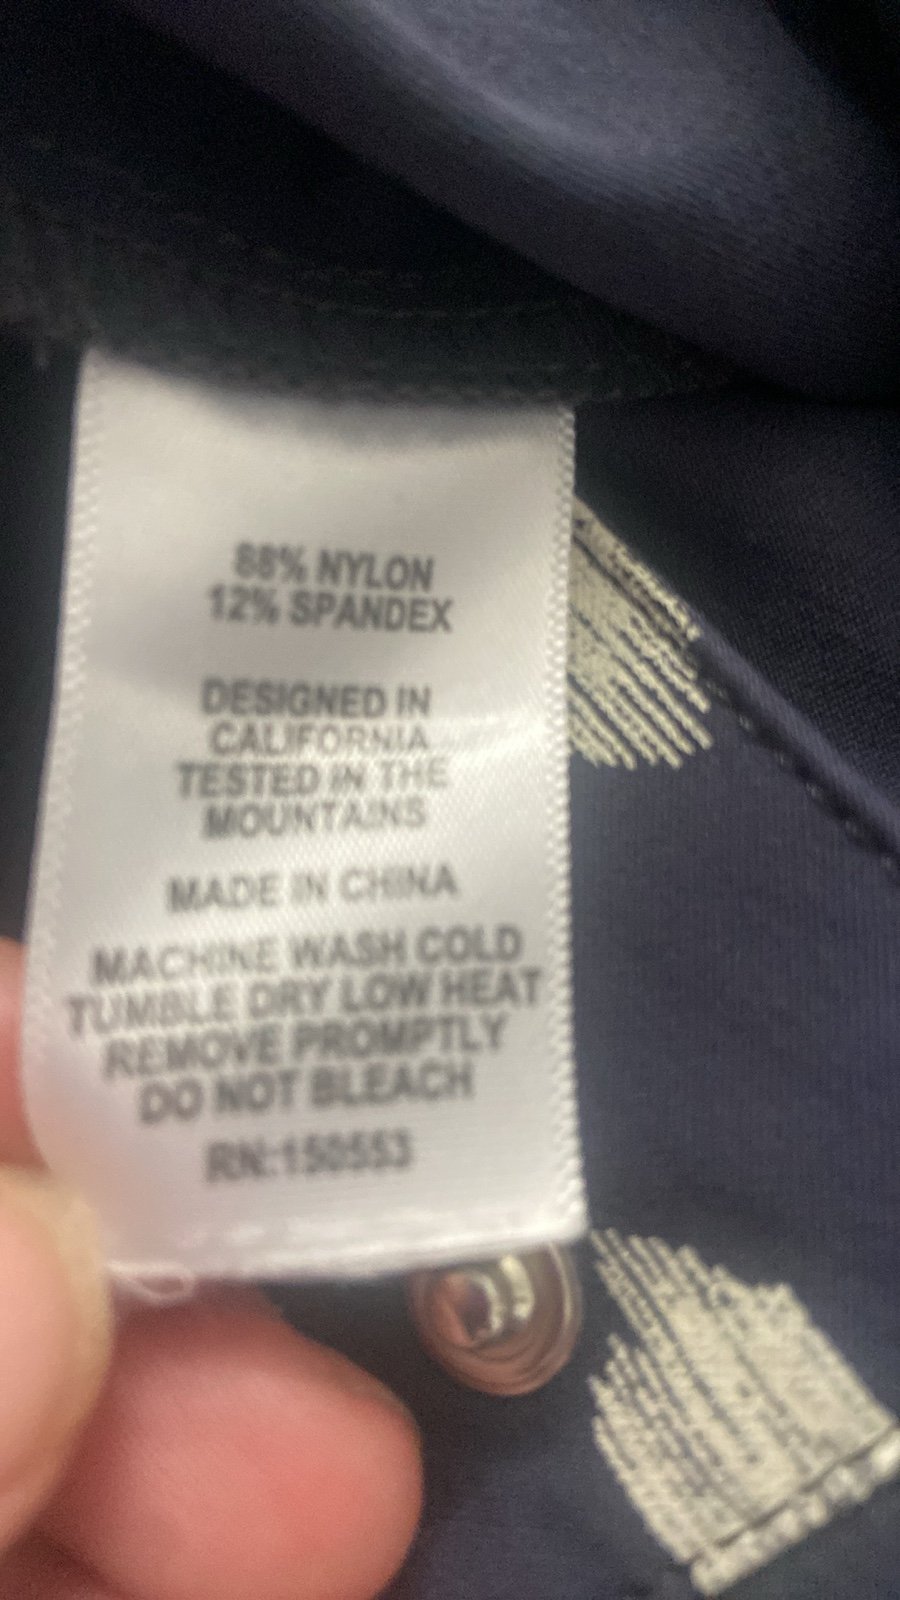 88% NYLON
12% SPANDEX
DESIGNED IN
CALIFORNIA
TESTED IN THE
MOUNTAINS
MADE IN CHINA
MACHINE WASH COLD
TUMBLE DRY LOW HEAT
REMOVE PROMPTLY
DO NOT BLEACH
RN:150553